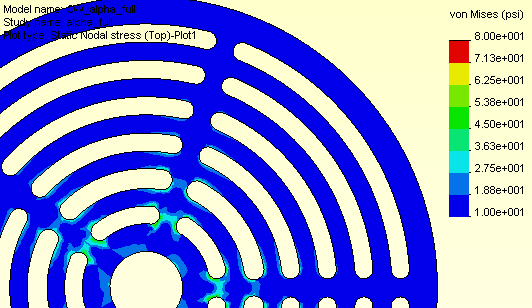 Model name: CW_alpha_full
Study name: alpha_full
Plot type: Static Nodal stress (Top)-Plot1
von Mises (psi)
8.00e+001
7.13e+001
6.25e+001
5.38e+001
4.50e+001
3.63e+001
2.75e+001
1.88e+001
1.00e+001